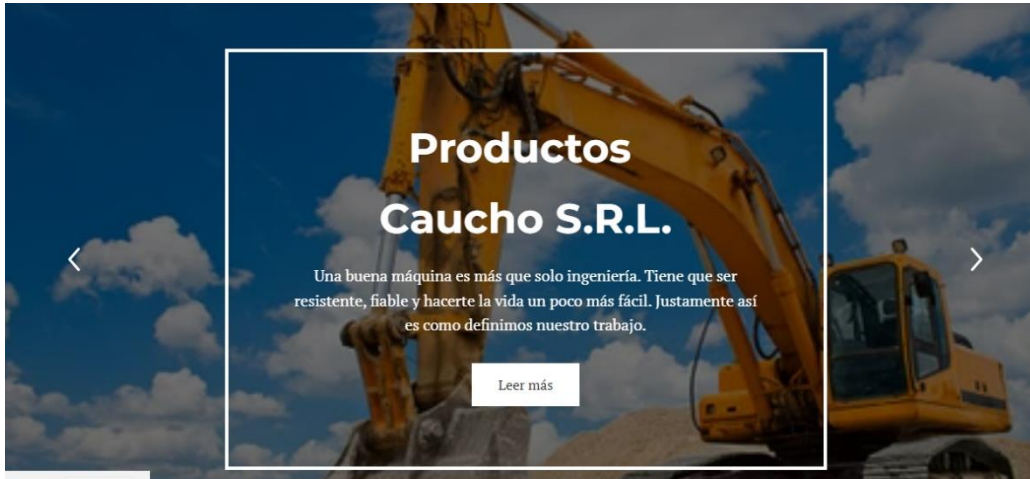 Productos
Caucho S.R.L.
Una buena máquina es más que solo ingeniería. Tiene que ser
resistente, fiable y hacerte la vida un poco más fácil. Justamente así
es como definimos nuestro trabajo.
Leer más